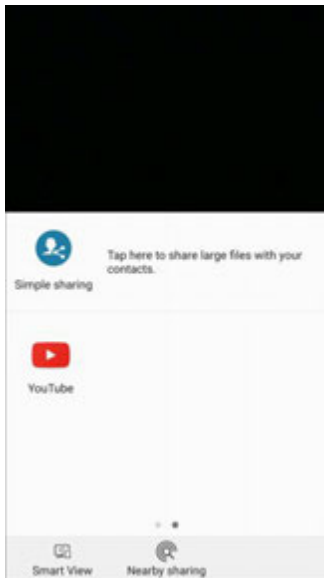 Tap here to share large files with your
contacts.
Simple sharing
YouTube
Smart View
Nearby sharing